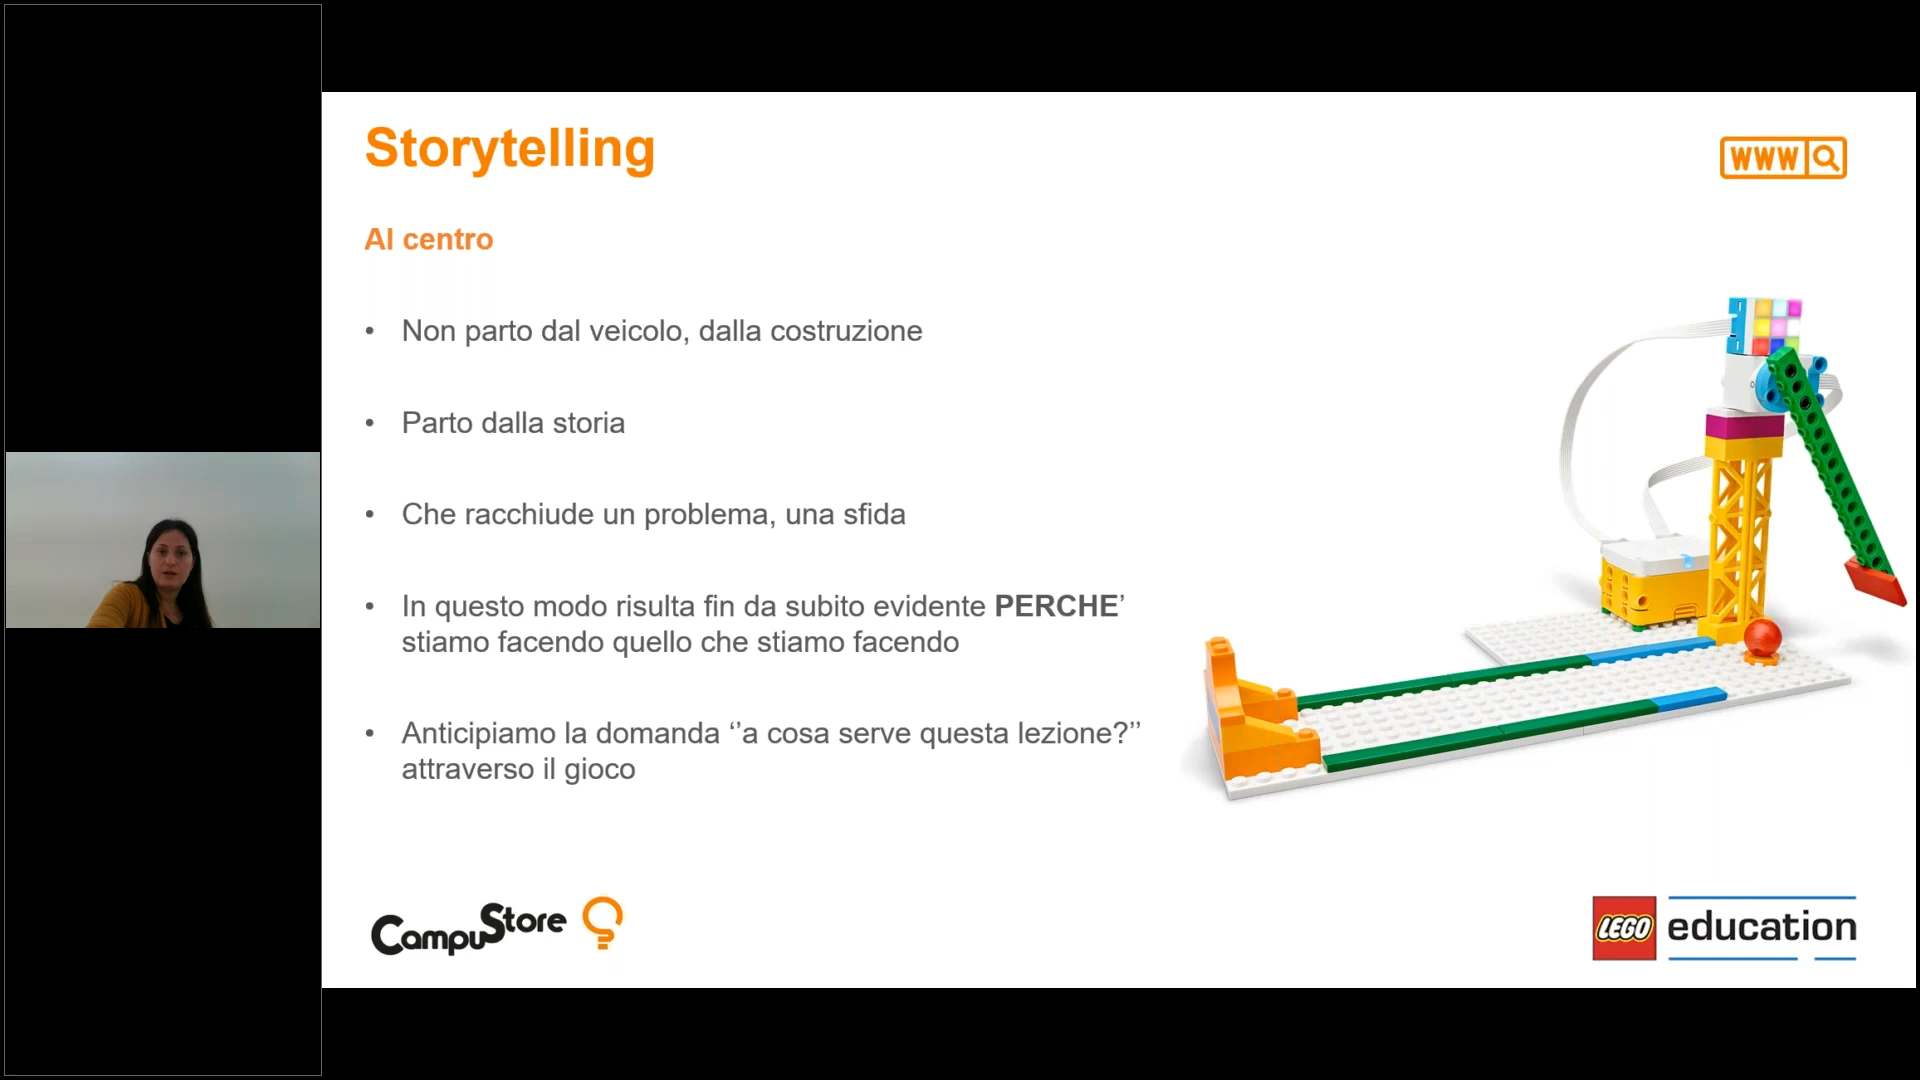 Storytelling
WWW
Al centro
• Non parto dal veicolo, dalla costruzione
• Parto dalla storia
• Che racchiude un problema, una sfida
• In questo modo risulta fin da subito evidente PERCHE’
stiamo facendo quello che stiamo facendo
• Anticipiamo la domanda ‘’a cosa serve questa lezione?’’
attraverso il gioco
CampuStore
LEGO education